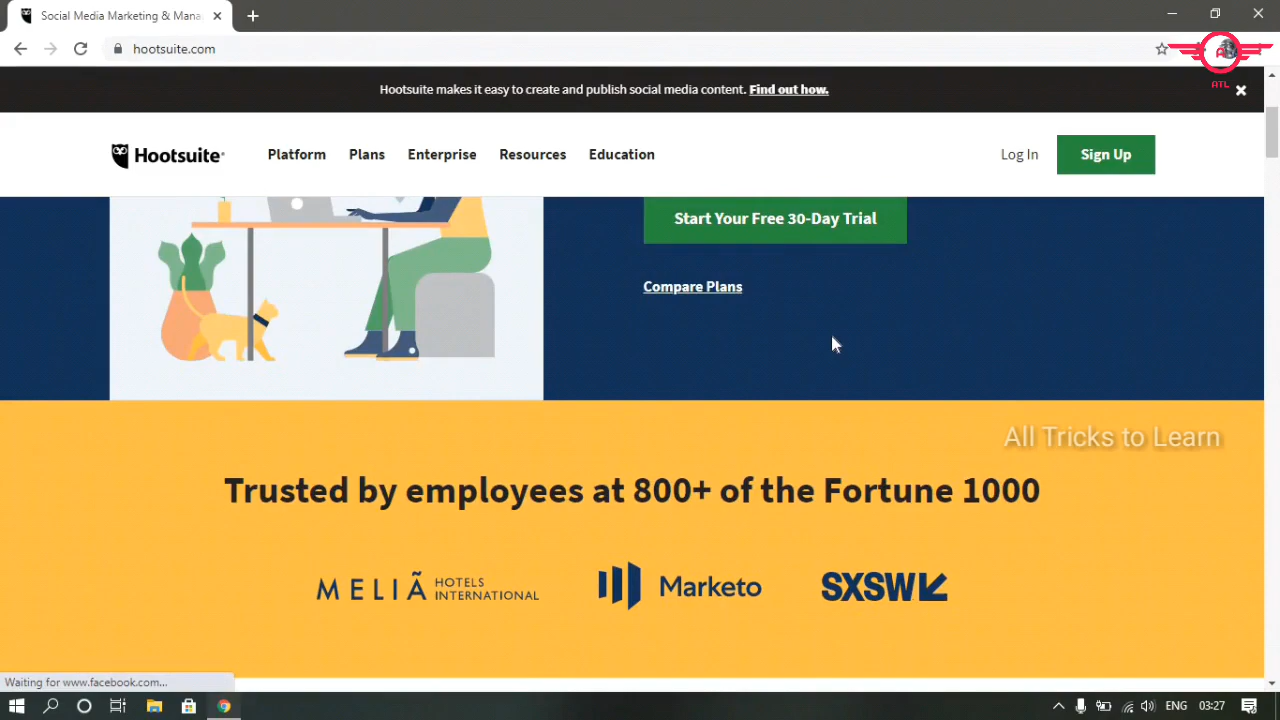 Social Media Marketing & Mana
hootsuite.com
ATL
Hootsuite makes it easy to create and publish social media content. Find out how.
Hootsuite
Platform
Plans
Enterprise
Resources
Education
Log In
Sign Up
Start Your Free 30-Day Trial
Compare Plans
All Tricks to Learn
Trusted by employees at 800+ of the Fortune 1000
MELIÃ HOTELS INTERNATIONAL
Marketo
SXSW
Waiting for www.facebook.com...
ENG
03:27